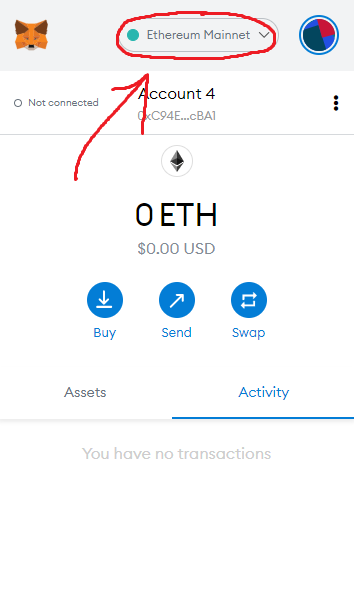 Ethereum Mainnet
Not connected
Account 4
0xC94E...cBA1
0 ETH
$0.00 USD
Buy
Send
Swap
Assets
Activity
You have no transactions